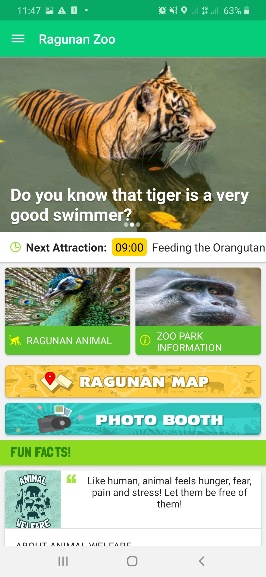 11:47
63%
Ragunan Zoo
Do you know that tiger is a very
good swimmer?
Next Attraction: 09:00 Feeding the Orangutan
RAGUNAN ANIMAL
ZOO PARK
INFORMATION
RAGUNAN MAP
PHOTO BOOTH
FUN FACTS!
ANIMAL
WELFARE
Like human, animal feels hunger, fear,
pain and stress! Let them be free of
them!
ABOUT ANIMAL WELFARE